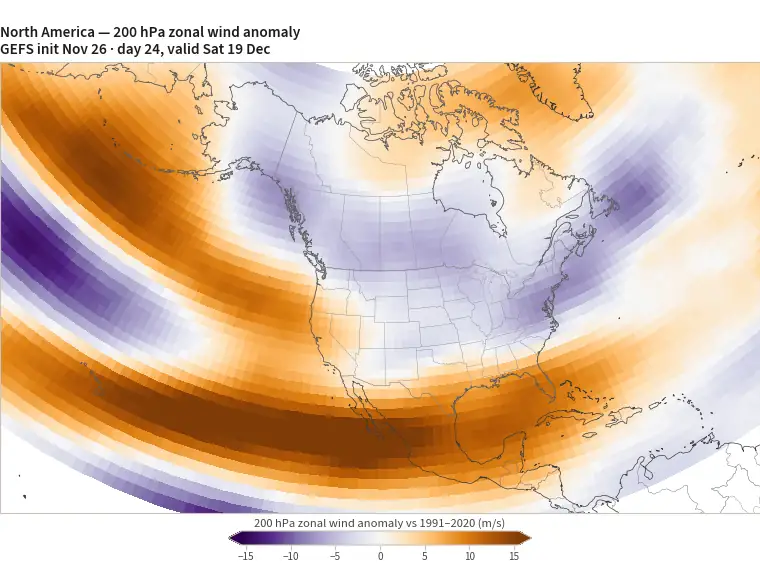 North America — 200 hPa zonal wind anomaly
GEFS init Nov 26 · day 24, valid Sat 19 Dec
200 hPa zonal wind anomaly vs 1991–2020 (m/s)
−15 −10 −5 0 5 10 15